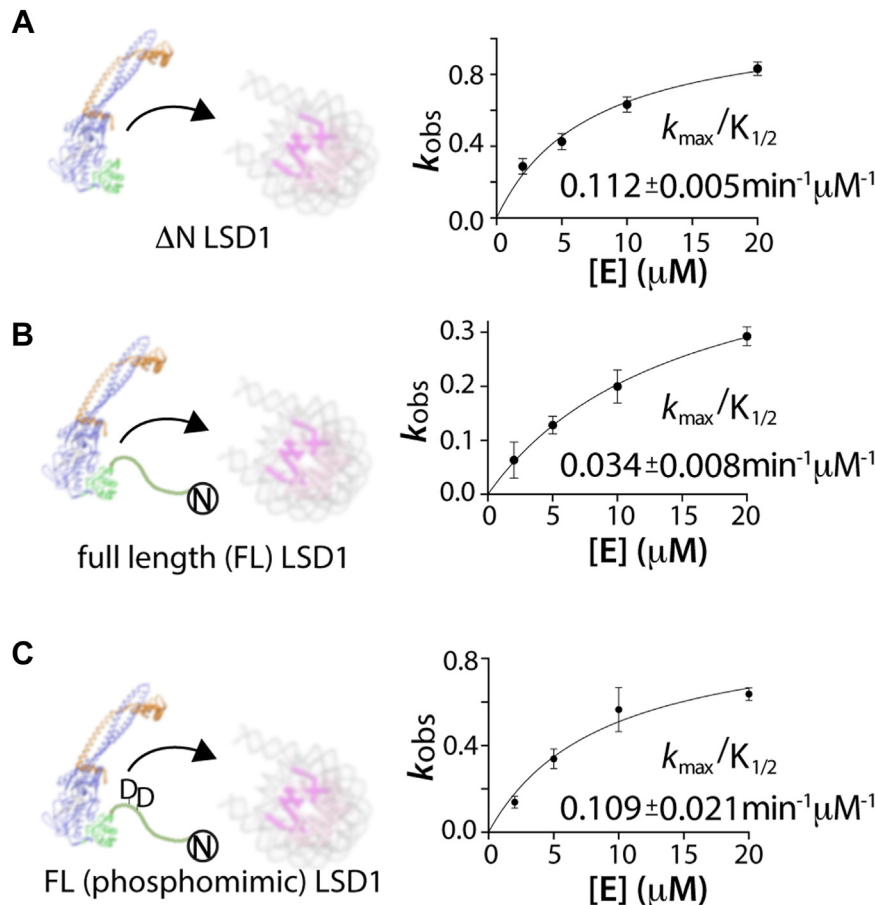 A
ΔN LSD1
kobs
0.8
0.4
0.0
0 5 10 15 20
[E] (μM)
kmax/K1/2
0.112±0.005min-1μM-1
B
N
full length (FL) LSD1
kobs
0.3
0.2
0.1
0.0
0 5 10 15 20
[E] (μM)
kmax/K1/2
0.034±0.008min-1μM-1
C
DD
N
FL (phosphomimic) LSD1
kobs
0.8
0.4
0.0
0 5 10 15 20
[E] (μM)
kmax/K1/2
0.109±0.021min-1μM-1